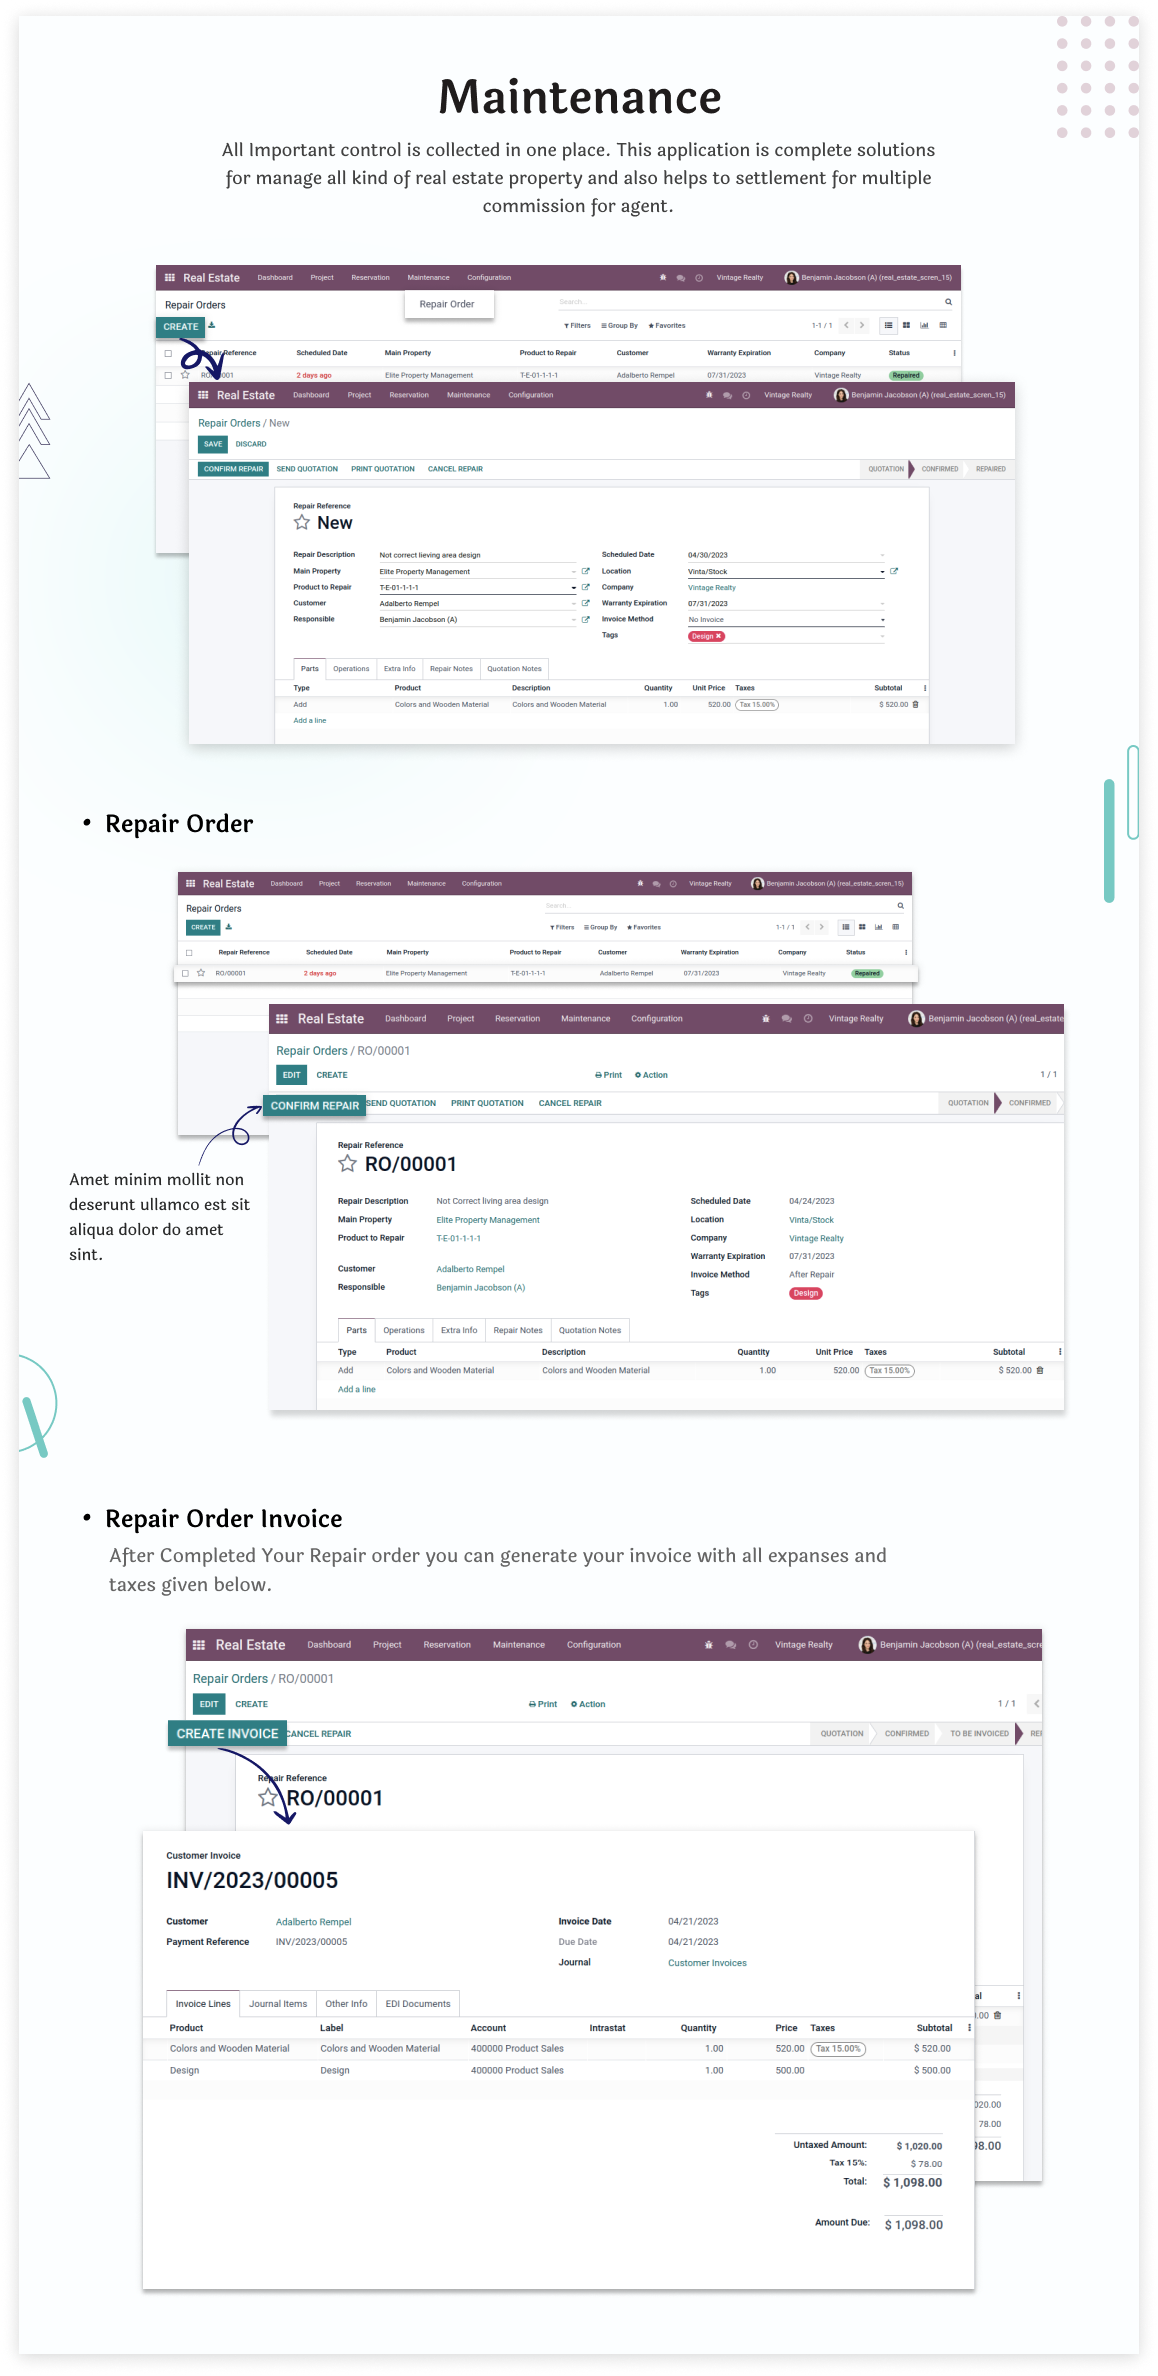 Maintenance
All Important control is collected in one place. This application is complete solutions
for manage all kind of real estate property and also helps to settlement for multiple
commission for agent.
Real Estate Dashboard Project Reservation Maintenance Configuration Vintage Realty Benjamin Jacobson (A) (real_estate_scren_15)
Repair Orders Repair Order Search...
CREATE Filters Group By Favorites 1-1 / 1
Repair Reference Scheduled Date Main Property Product to Repair Customer Warranty Expiration Company Status
2 days ago Elite Property Management T-E-01-1-1-1 Adalberto Rempel 07/31/2023 Vintage Realty Repaired
Real Estate Dashboard Project Reservation Maintenance Configuration Vintage Realty Benjamin Jacobson (A) (real_estate_scren_15)
Repair Orders / New
SAVE DISCARD
CONFIRM REPAIR SEND QUOTATION PRINT QUOTATION CANCEL REPAIR QUOTATION CONFIRMED REPAIRED
Repair Reference
New
Repair Description Not correct lieving area design Scheduled Date 04/30/2023
Main Property Elite Property Management Location Vinta/Stock
Product to Repair T-E-01-1-1-1 Company Vintage Realty
Customer Adalberto Rempel Warranty Expiration 07/31/2023
Responsible Benjamin Jacobson (A) Invoice Method No Invoice
Tags Design
Parts Operations Extra Info Repair Notes Quotation Notes
Type Product Description Quantity Unit Price Taxes Subtotal
Add Colors and Wooden Material Colors and Wooden Material 1.00 520.00 Tax 15.00% $ 520.00
Add a line
• Repair Order
Real Estate Dashboard Project Reservation Maintenance Configuration Vintage Realty Benjamin Jacobson (A) (real_estate_scren_15)
Repair Orders Search...
CREATE Filters Group By Favorites 1-1 / 1
Repair Reference Scheduled Date Main Property Product to Repair Customer Warranty Expiration Company Status
RO/00001 2 days ago Elite Property Management T-E-01-1-1-1 Adalberto Rempel 07/31/2023 Vintage Realty Repaired
Real Estate Dashboard Project Reservation Maintenance Configuration Vintage Realty Benjamin Jacobson (A) (real_estate
Repair Orders / RO/00001
EDIT CREATE Print Action 1 / 1
CONFIRM REPAIR SEND QUOTATION PRINT QUOTATION CANCEL REPAIR QUOTATION CONFIRMED
Repair Reference
RO/00001
Amet minim mollit non
deserunt ullamco est sit
aliqua dolor do amet
sint.
Repair Description Not Correct living area design Scheduled Date 04/24/2023
Main Property Elite Property Management Location Vinta/Stock
Product to Repair T-E-01-1-1-1 Company Vintage Realty
Warranty Expiration 07/31/2023
Customer Adalberto Rempel Invoice Method After Repair
Responsible Benjamin Jacobson (A) Tags Design
Parts Operations Extra Info Repair Notes Quotation Notes
Type Product Description Quantity Unit Price Taxes Subtotal
Add Colors and Wooden Material Colors and Wooden Material 1.00 520.00 Tax 15.00% $ 520.00
Add a line
• Repair Order Invoice
After Completed Your Repair order you can generate your invoice with all expanses and
taxes given below.
Real Estate Dashboard Project Reservation Maintenance Configuration Vintage Realty Benjamin Jacobson (A) (real_estate_scre
Repair Orders / RO/00001
EDIT CREATE Print Action 1 / 1
CREATE INVOICE CANCEL REPAIR QUOTATION CONFIRMED TO BE INVOICED
Repair Reference
RO/00001
Customer Invoice
INV/2023/00005
Customer Adalberto Rempel Invoice Date 04/21/2023
Payment Reference INV/2023/00005 Due Date 04/21/2023
Journal Customer Invoices
Invoice Lines Journal Items Other Info EDI Documents
Product Label Account Intrastat Quantity Price Taxes Subtotal
Colors and Wooden Material Colors and Wooden Material 400000 Product Sales 1.00 520.00 Tax 15.00% $ 520.00
Design Design 400000 Product Sales 1.00 500.00 $ 500.00
78.00
Untaxed Amount: $ 1,020.00
Tax 15%: $ 78.00
Total: $ 1,098.00
Amount Due: $ 1,098.00